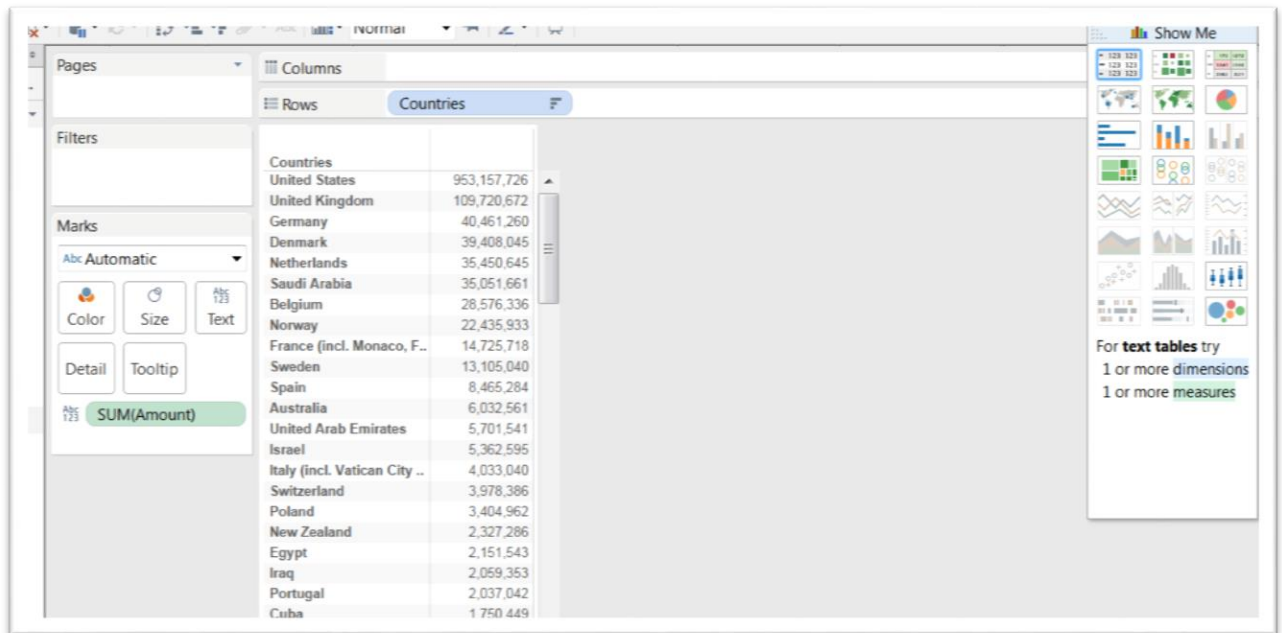 Normal
Show Me
Pages
Columns
Rows Countries
Filters
Countries
United States 953,157,726
United Kingdom 109,720,672
Germany 40,461,260
Denmark 39,408,045
Netherlands 35,450,645
Saudi Arabia 35,051,661
Belgium 28,576,336
Norway 22,435,933
France (incl. Monaco, F.. 14,725,718
Sweden 13,105,040
Spain 8,465,284
Australia 6,032,561
United Arab Emirates 5,701,541
Israel 5,362,595
Italy (incl. Vatican City .. 4,033,040
Switzerland 3,978,386
Poland 3,404,962
New Zealand 2,327,286
Egypt 2,151,543
Iraq 2,059,353
Portugal 2,037,042
Cuba 1,750,449
Marks
Abc Automatic
Abc
123
Color Size Text
Detail Tooltip
Abc
123 SUM(Amount)
For text tables try
1 or more dimensions
1 or more measures